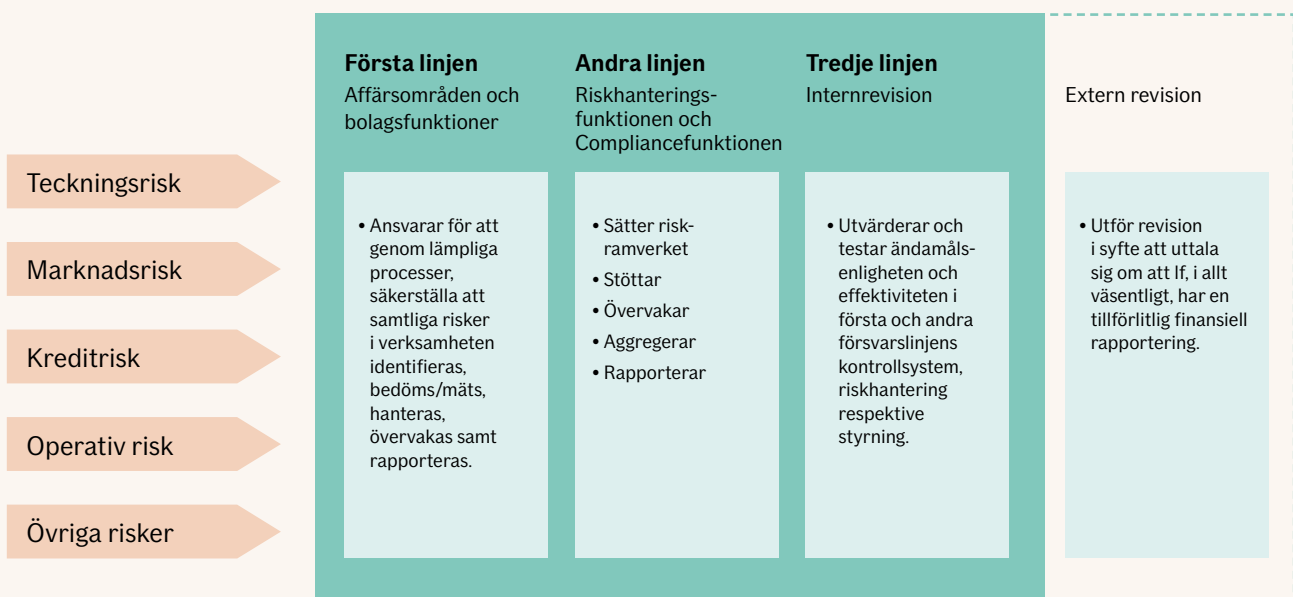 Teckningsrisk
Marknadsrisk
Kreditrisk
Operativ risk
Övriga risker
Första linjen
Affärsområden och
bolagsfunktioner
• Ansvarar för att
genom lämpliga
processer,
säkerställa att
samtliga risker
i verksamheten
identifieras,
bedöms/mäts,
hanteras,
övervakas samt
rapporteras.
Andra linjen
Riskhanterings-
funktionen och
Compliancefunktionen
• Sätter risk-
ramverket
• Stöttar
• Övervakar
• Aggregerar
• Rapporterar
Tredje linjen
Internrevision
• Utvärderar och
testar ändamåls-
enligheten och
effektiviteten i
första och andra
försvarslinjens
kontrollsystem,
riskhantering
respektive
styrning.
Extern revision
• Utför revision
i syfte att uttala
sig om att If, i allt
väsentligt, har en
tillförlitlig finansiell
rapportering.